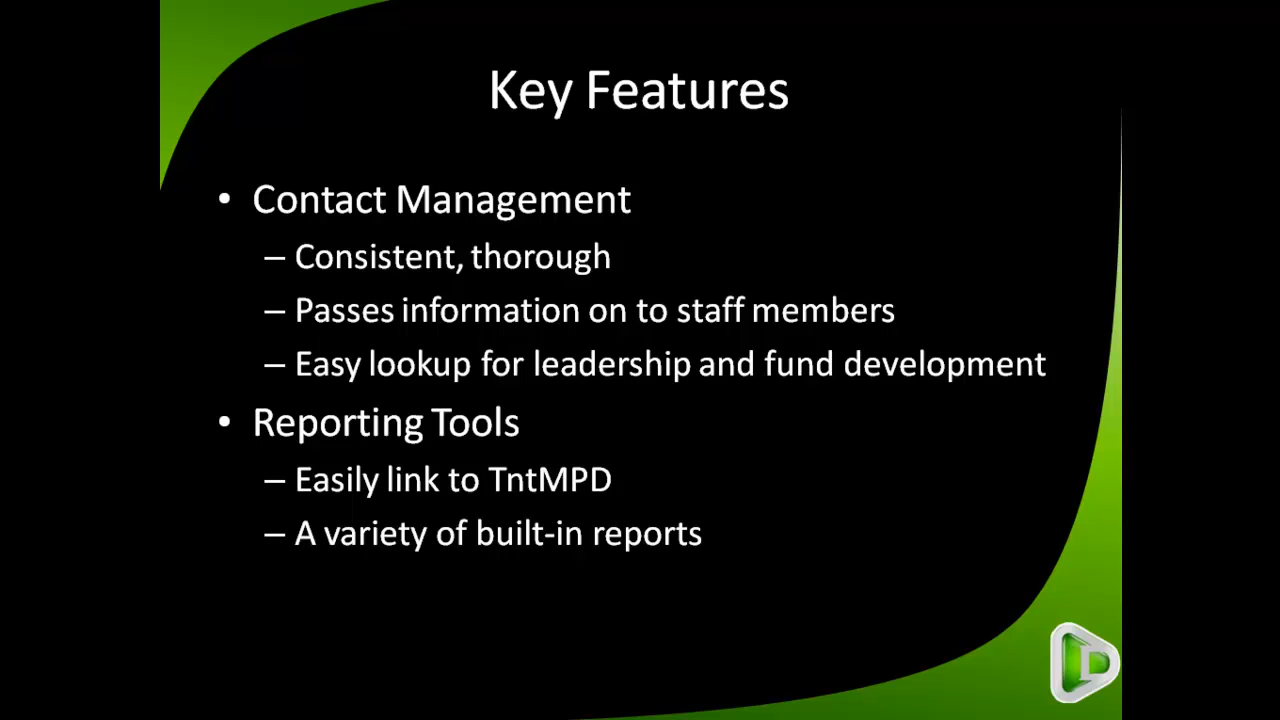 Key Features
• Contact Management
– Consistent, thorough
– Passes information on to staff members
– Easy lookup for leadership and fund development
• Reporting Tools
– Easily link to TntMPD
– A variety of built-in reports
D